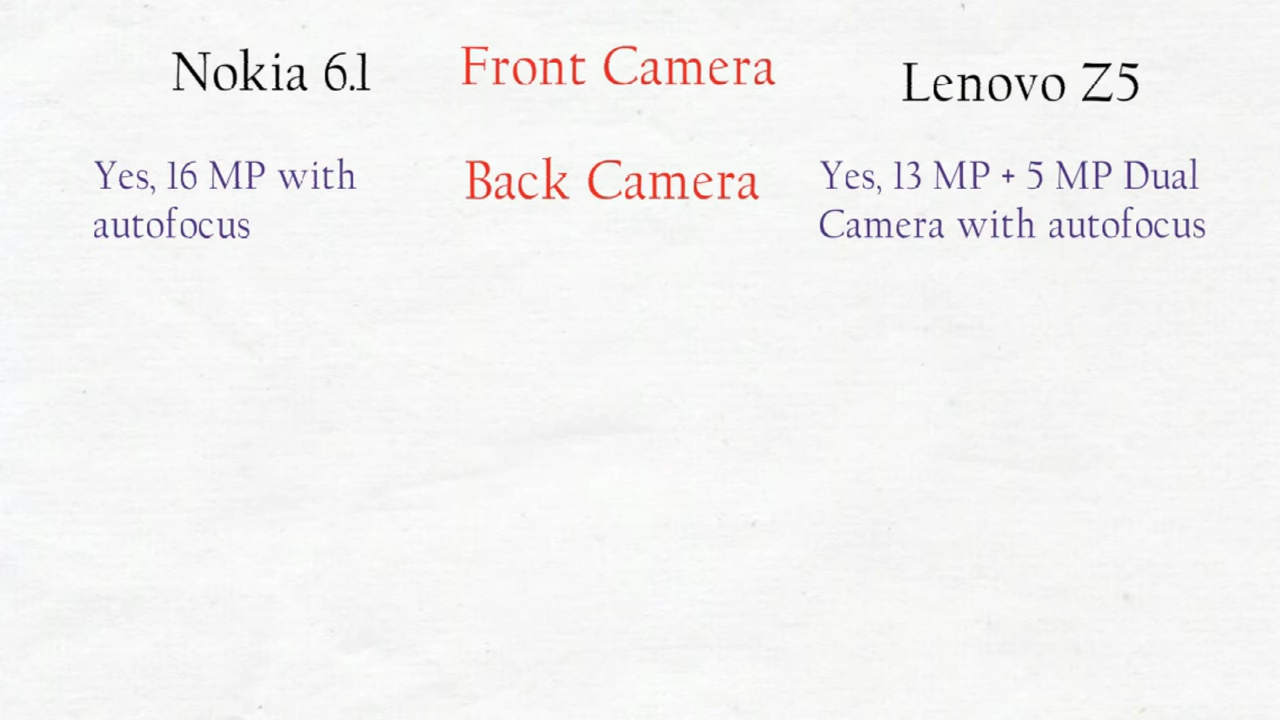 Nokia 6.1
Front Camera
Lenovo Z5
Yes, 16 MP with
autofocus
Back Camera
Yes, 13 MP + 5 MP Dual
Camera with autofocus